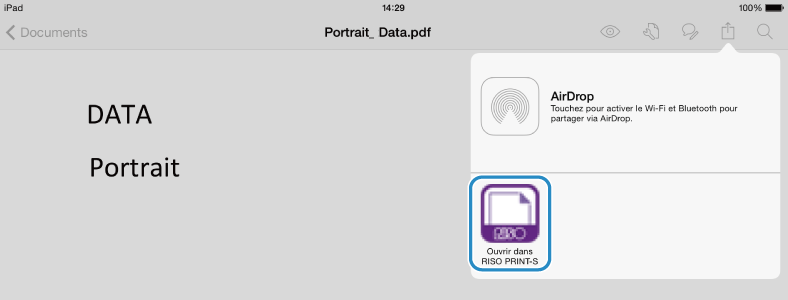 iPad 14:29 100%
Documents Portrait_ Data.pdf
AirDrop
Touchez pour activer le Wi-Fi et Bluetooth pour
partager via AirDrop.
DATA
Portrait
RISO
Ouvrir dans
RISO PRINT-S